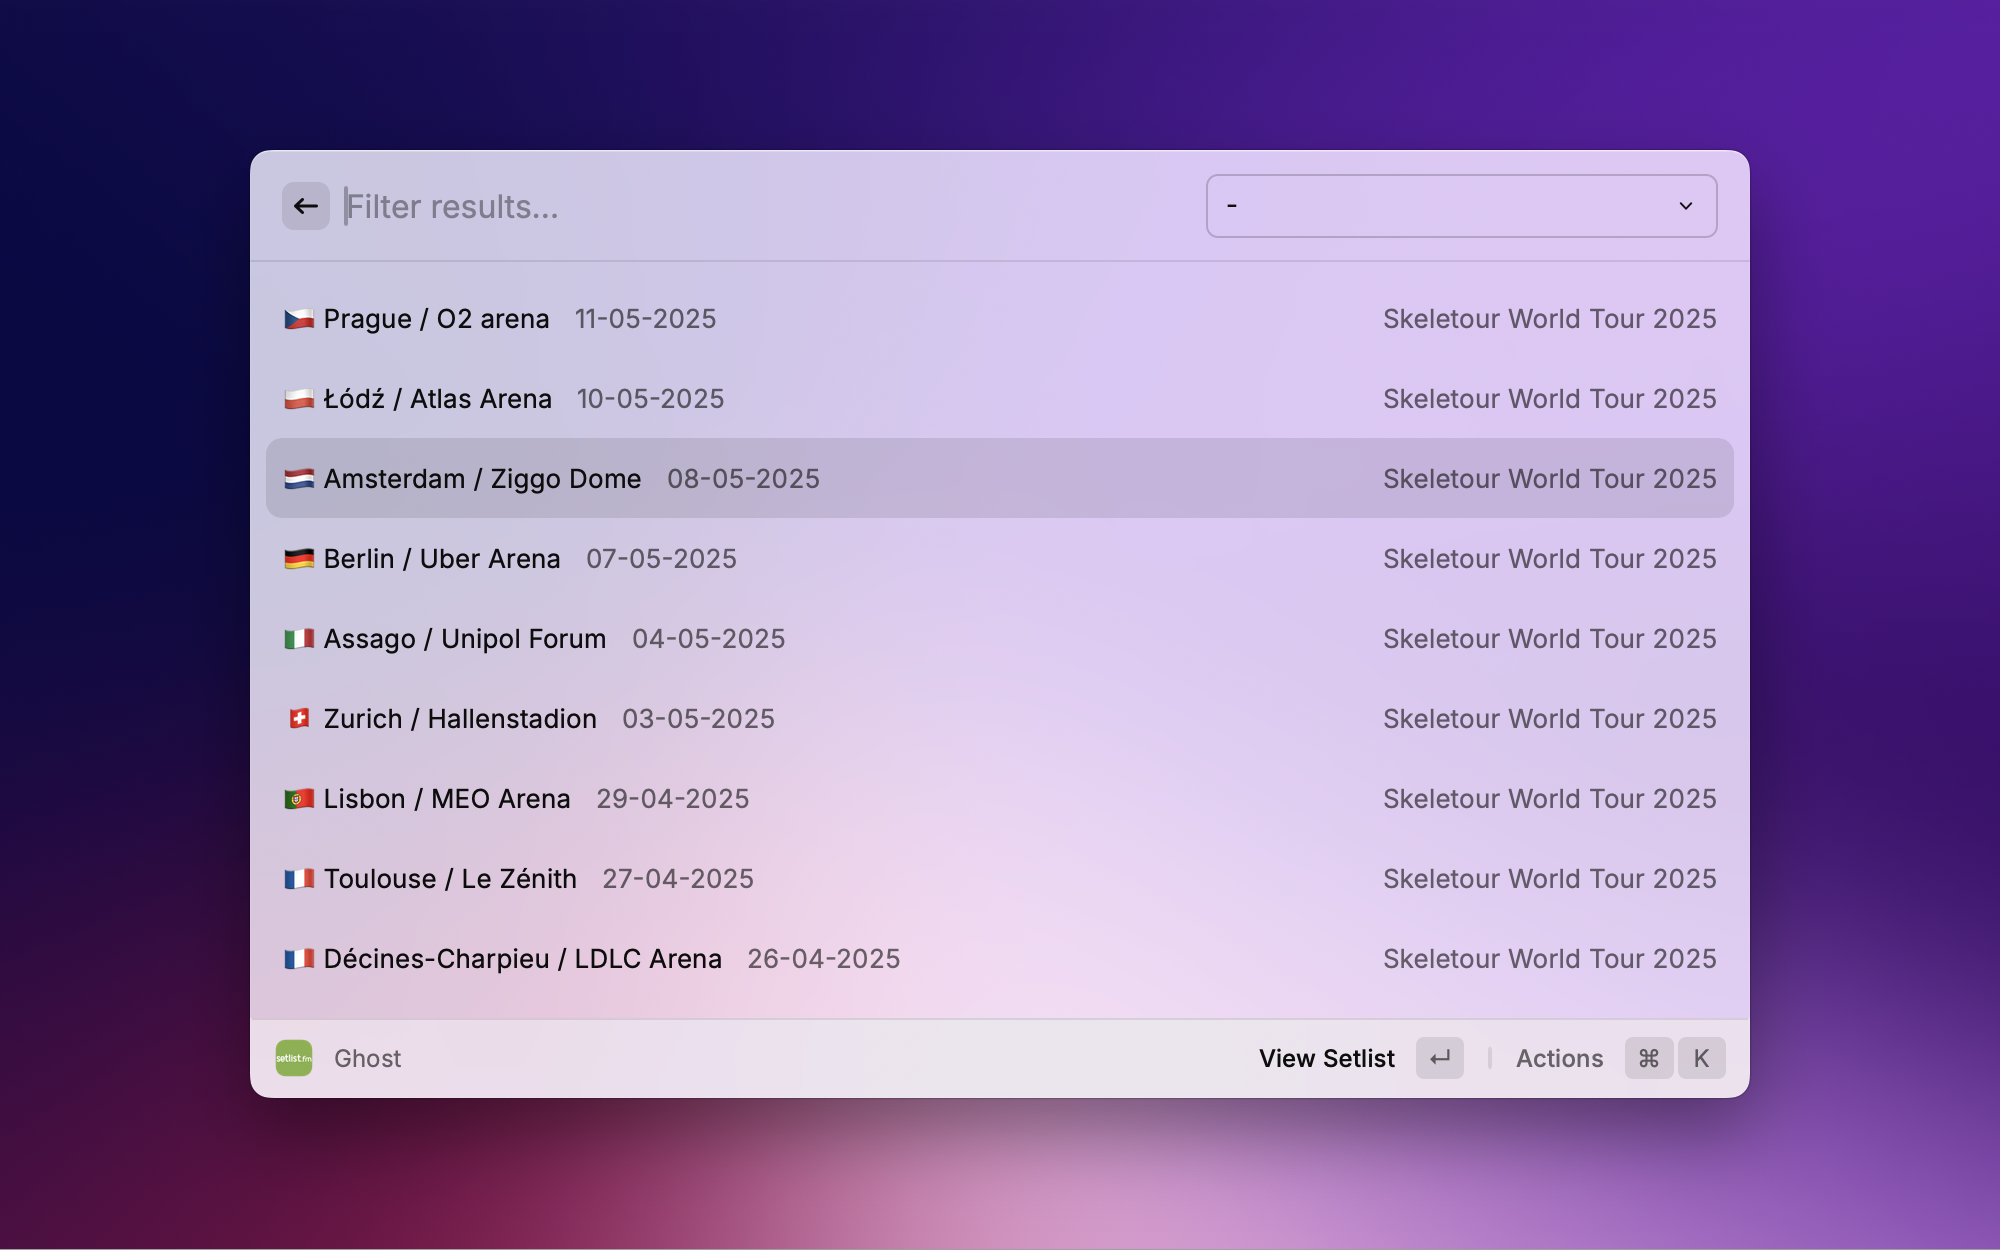 Filter results...
-
Prague / O2 arena 11-05-2025 Skeletour World Tour 2025
Łódź / Atlas Arena 10-05-2025 Skeletour World Tour 2025
Amsterdam / Ziggo Dome 08-05-2025 Skeletour World Tour 2025
Berlin / Uber Arena 07-05-2025 Skeletour World Tour 2025
Assago / Unipol Forum 04-05-2025 Skeletour World Tour 2025
Zurich / Hallenstadion 03-05-2025 Skeletour World Tour 2025
Lisbon / MEO Arena 29-04-2025 Skeletour World Tour 2025
Toulouse / Le Zénith 27-04-2025 Skeletour World Tour 2025
Décines-Charpieu / LDLC Arena 26-04-2025 Skeletour World Tour 2025
setlist.fm Ghost View Setlist ↵ Actions ⌘ K